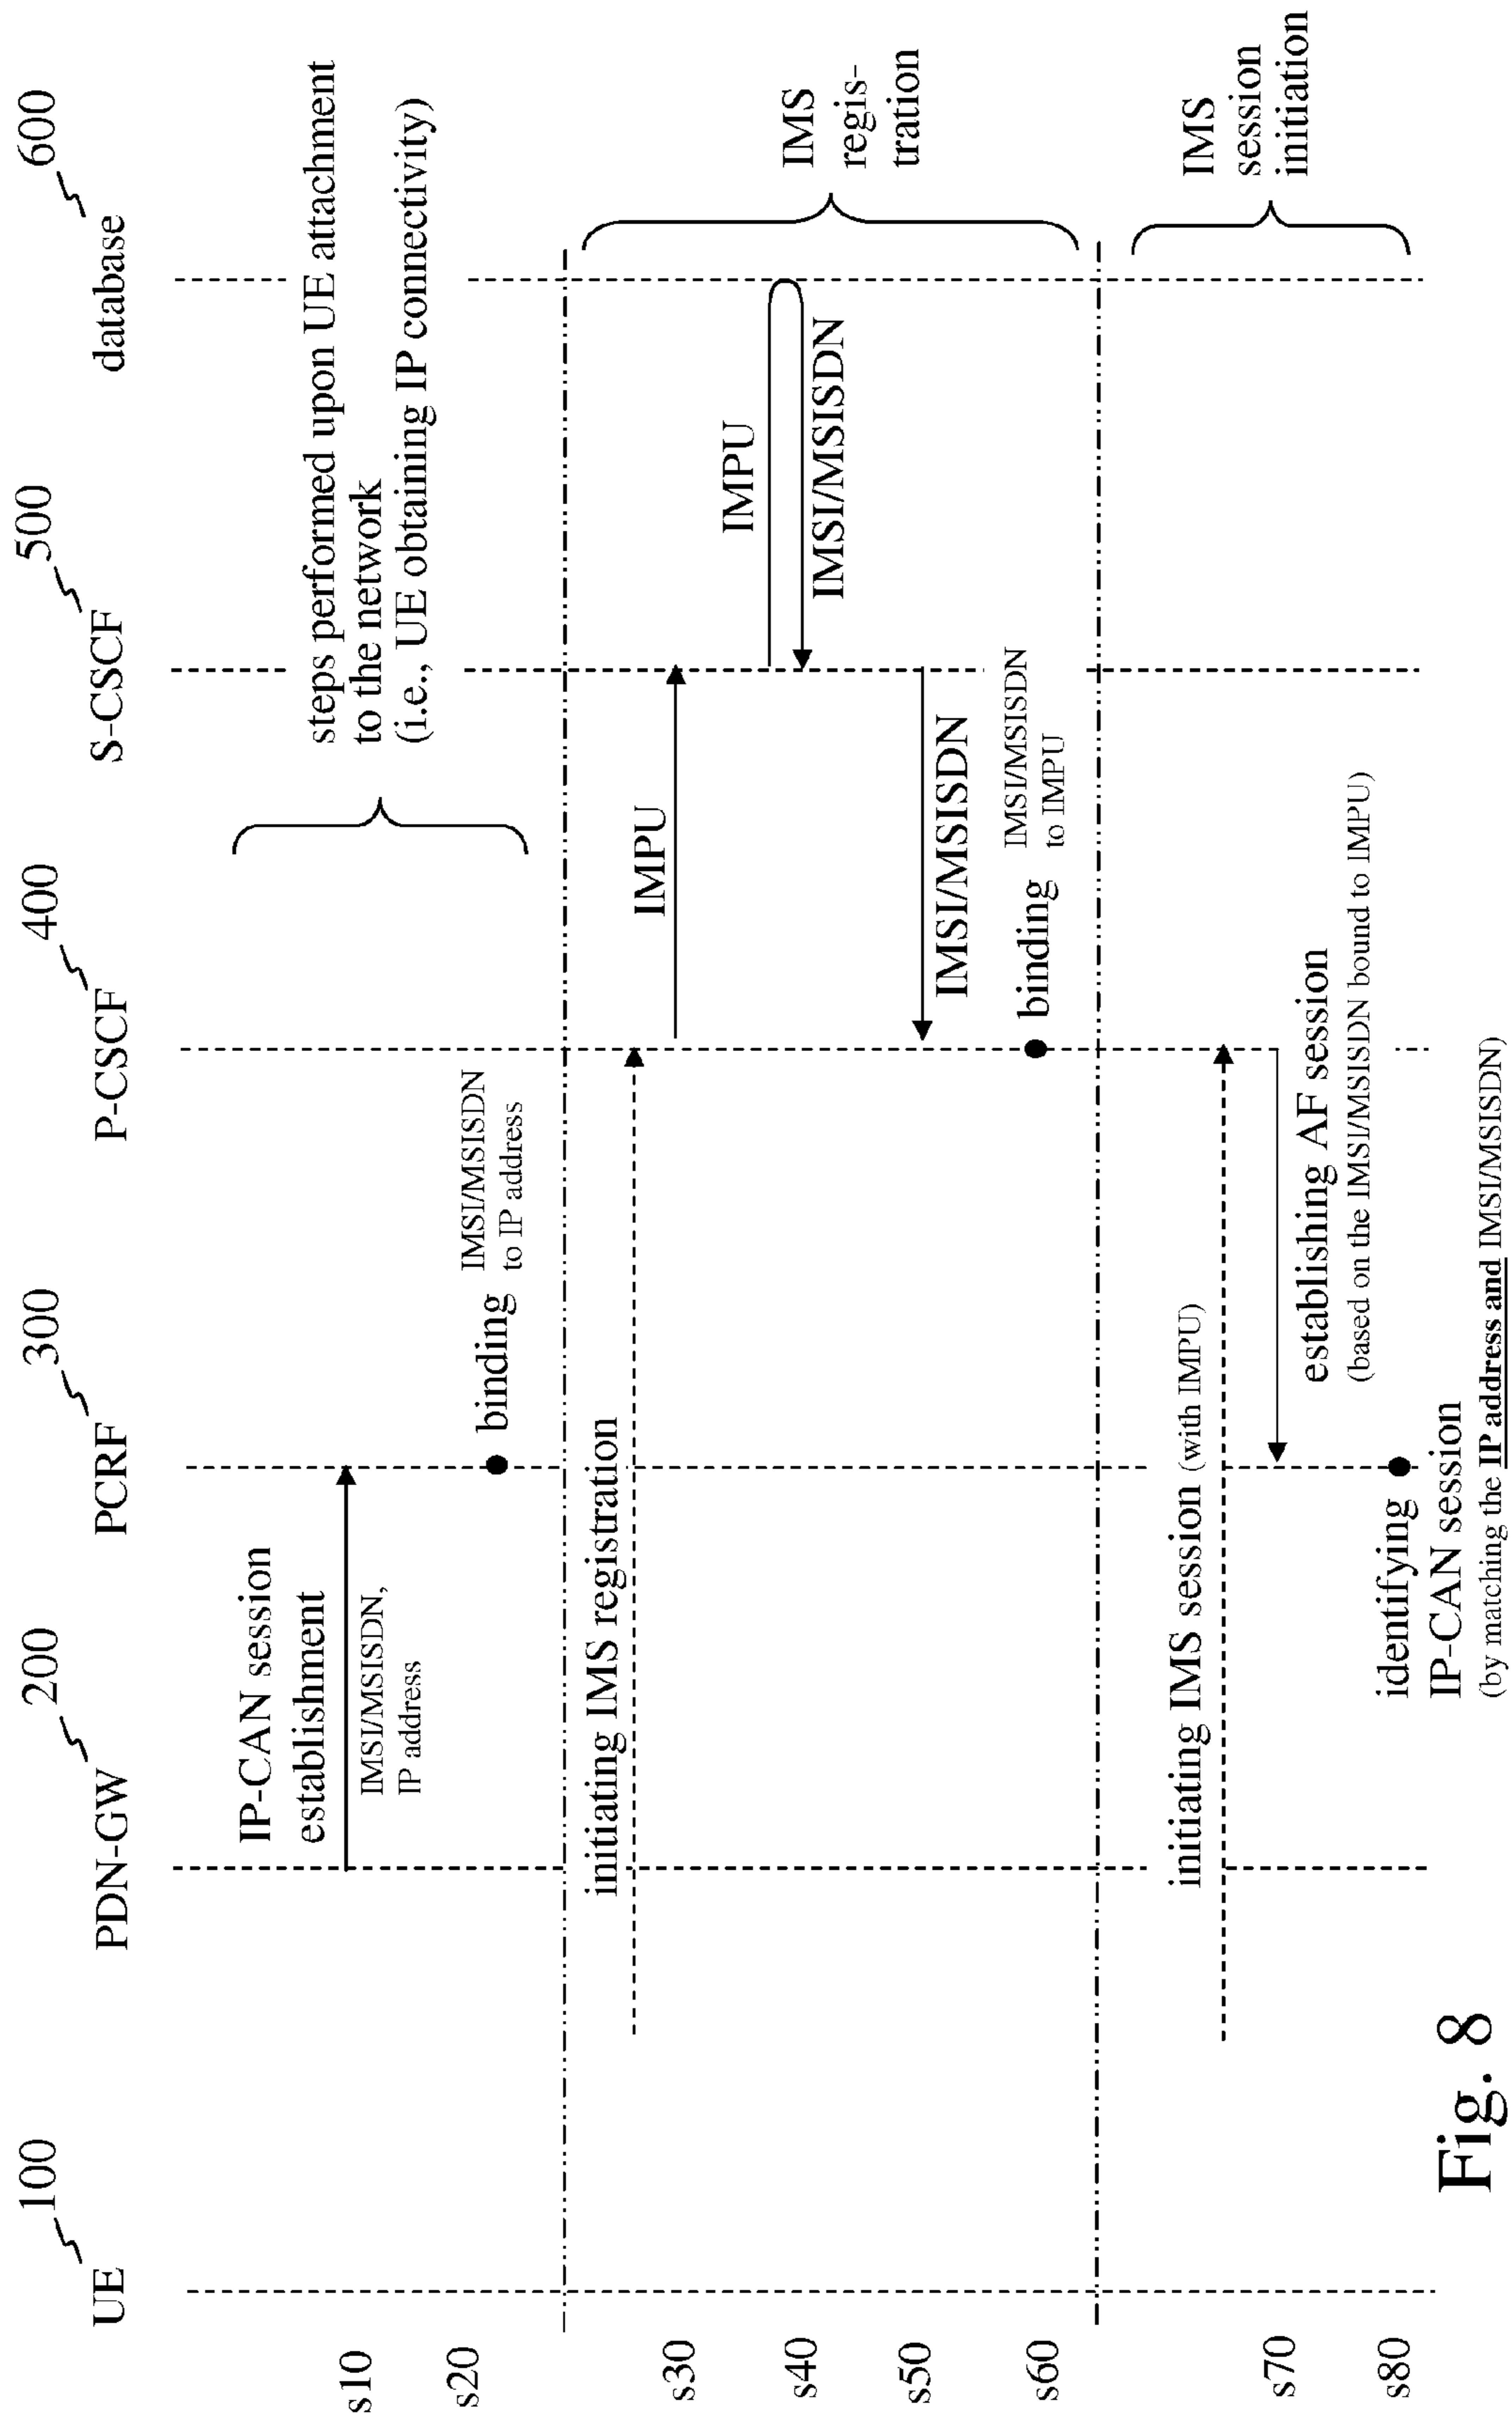 100
200
300
400
500
600
UE
PDN-GW
PCRF
P-CSCF
S-CSCF
database
s10
IP-CAN session
establishment
IMSI/MSISDN,
IP address
steps performed upon UE attachment
to the network
(i.e., UE obtaining IP connectivity)
s20
binding
IMSI/MSISDN
to IP address
initiating IMS registration
s30
IMPU
s40
IMPU
IMSI/MSISDN
IMS
regis-
tration
s50
IMSI/MSISDN
s60
binding
IMSI/MSISDN
to IMPU
initiating IMS session (with IMPU)
IMS
session
initiation
s70
establishing AF session
(based on the IMSI/MSISDN bound to IMPU)
s80
identifying
IP-CAN session
(by matching the IP address and IMSI/MSISDN)
Fig. 8